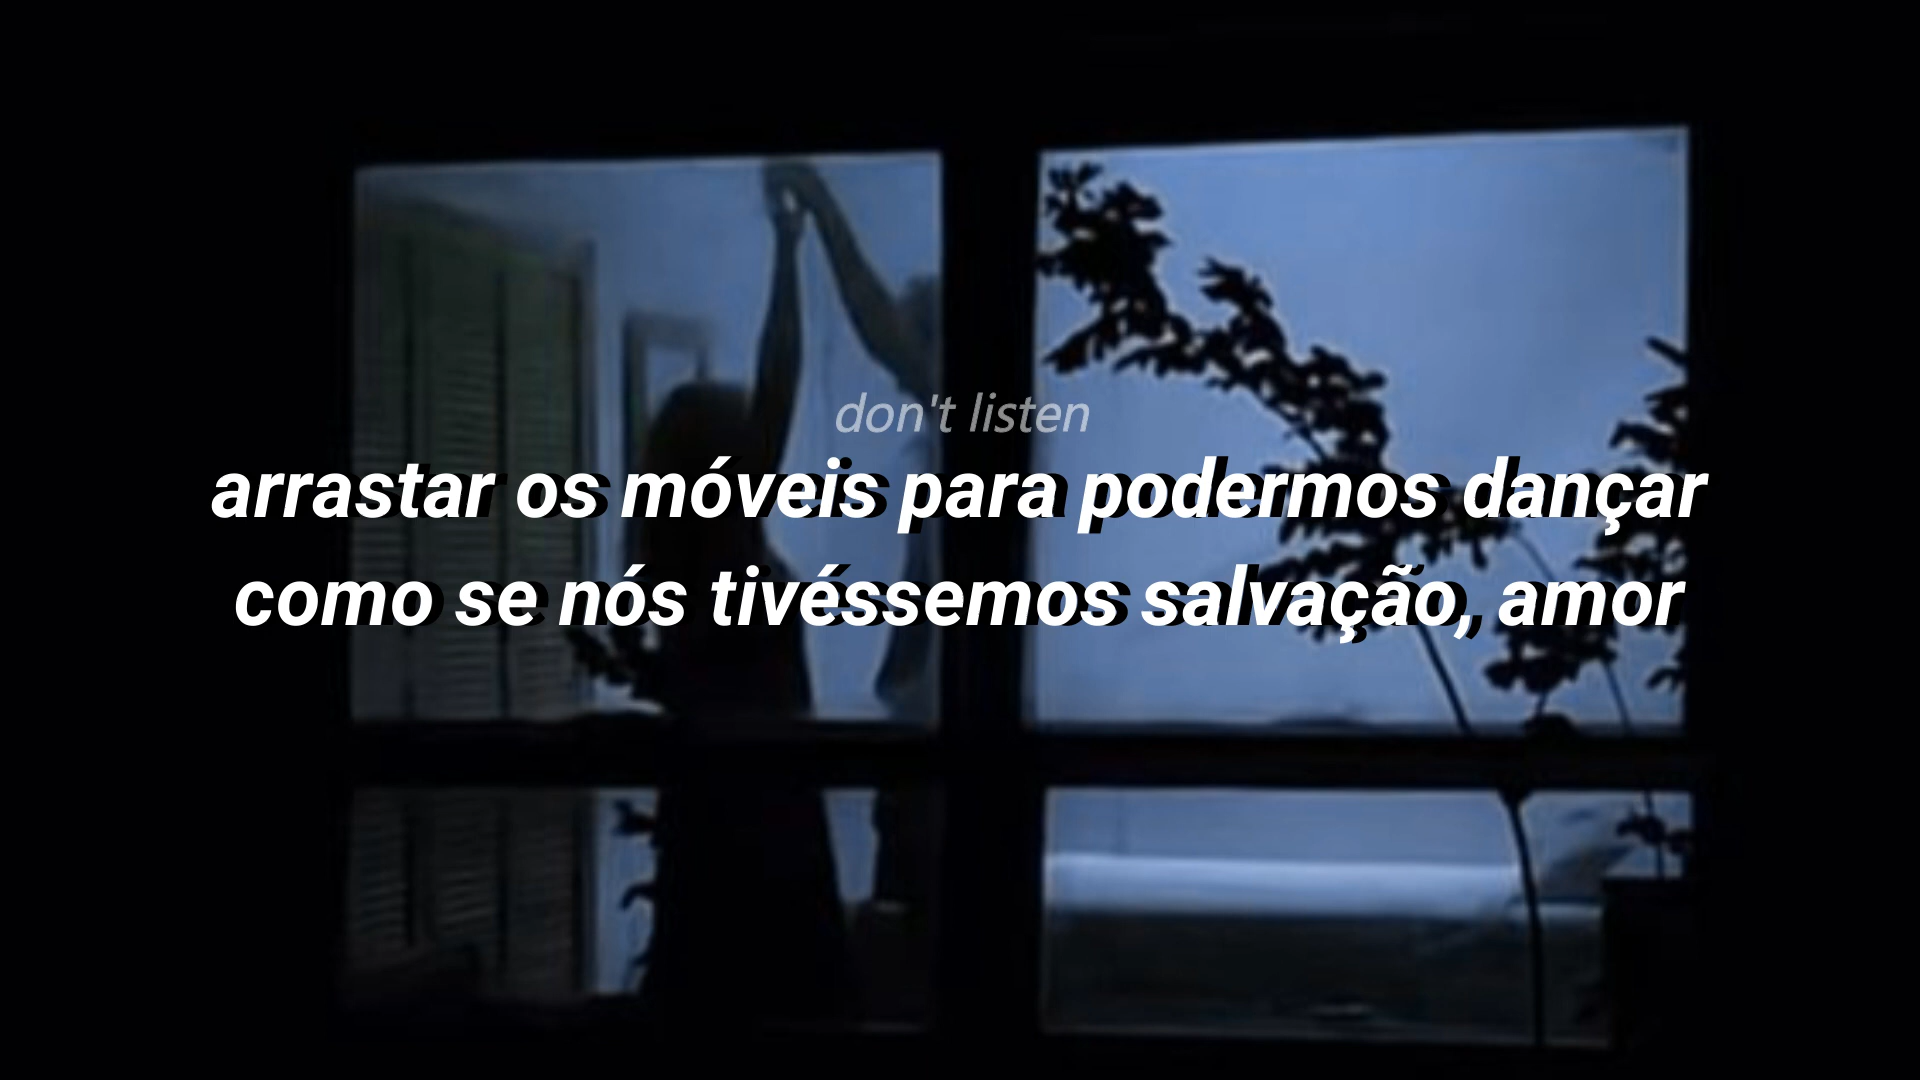 don't listen
arrastar os móveis para podermos dançar
como se nós tivéssemos salvação, amor